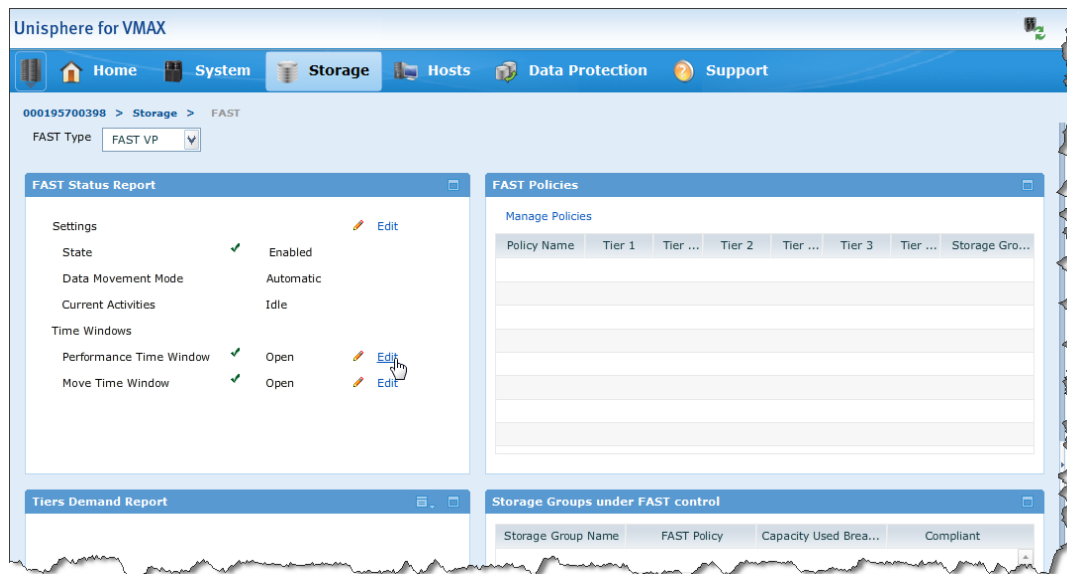 Unisphere for VMAX
Home System Storage Hosts Data Protection Support
000195700398 > Storage > FAST
FAST Type FAST VP
FAST Status Report
Settings Edit
State Enabled
Data Movement Mode Automatic
Current Activities Idle
Time Windows
Performance Time Window Open Edit
Move Time Window Open Edit
FAST Policies
Manage Policies
Policy Name Tier 1 Tier ... Tier 2 Tier ... Tier 3 Tier ... Storage Gro...
Tiers Demand Report
Storage Groups under FAST control
Storage Group Name FAST Policy Capacity Used Brea... Compliant